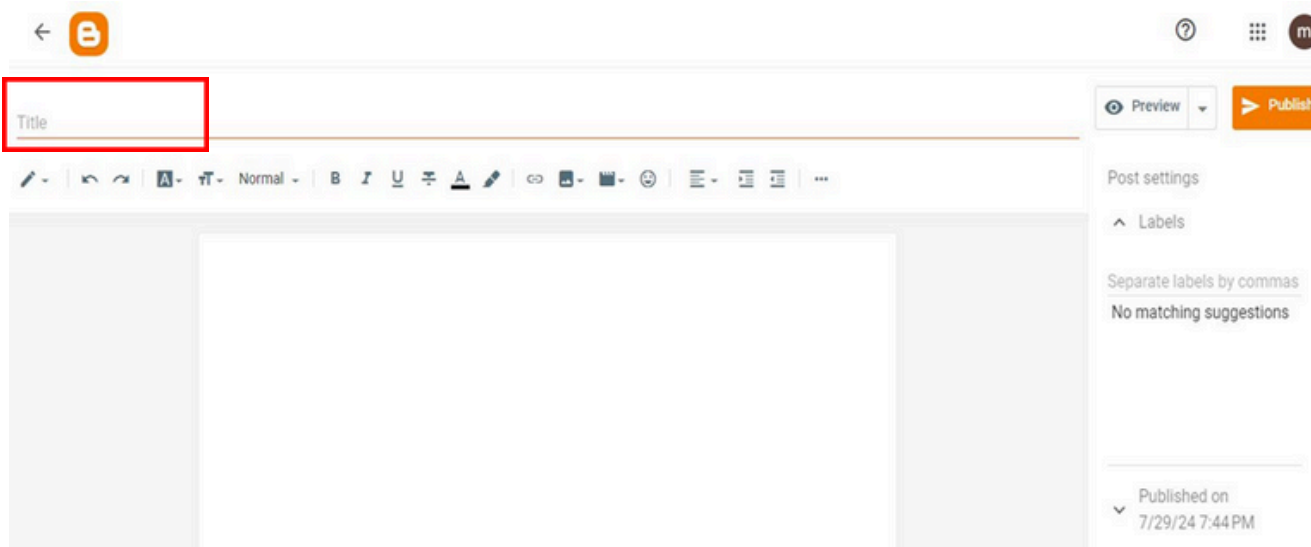 m
Title
Preview
Publish
Normal B I U T A
Post settings
Labels
Separate labels by commas
No matching suggestions
Published on
7/29/24 7:44 PM